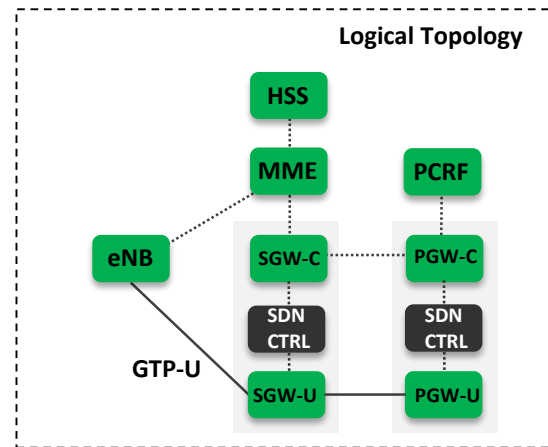 Logical Topology
HSS
MME
PCRF
eNB
SGW-C
PGW-C
SDN
CTRL
SDN
CTRL
GTP-U
SGW-U
PGW-U